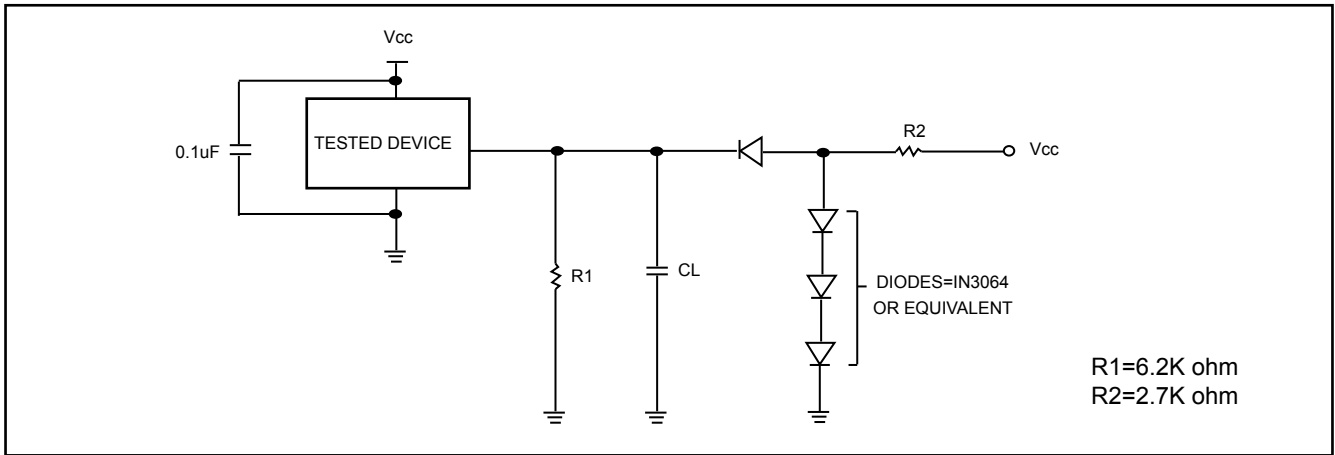 Vcc
0.1uF
TESTED DEVICE
R2
Vcc
R1
CL
DIODES=IN3064
OR EQUIVALENT
R1=6.2K ohm
R2=2.7K ohm